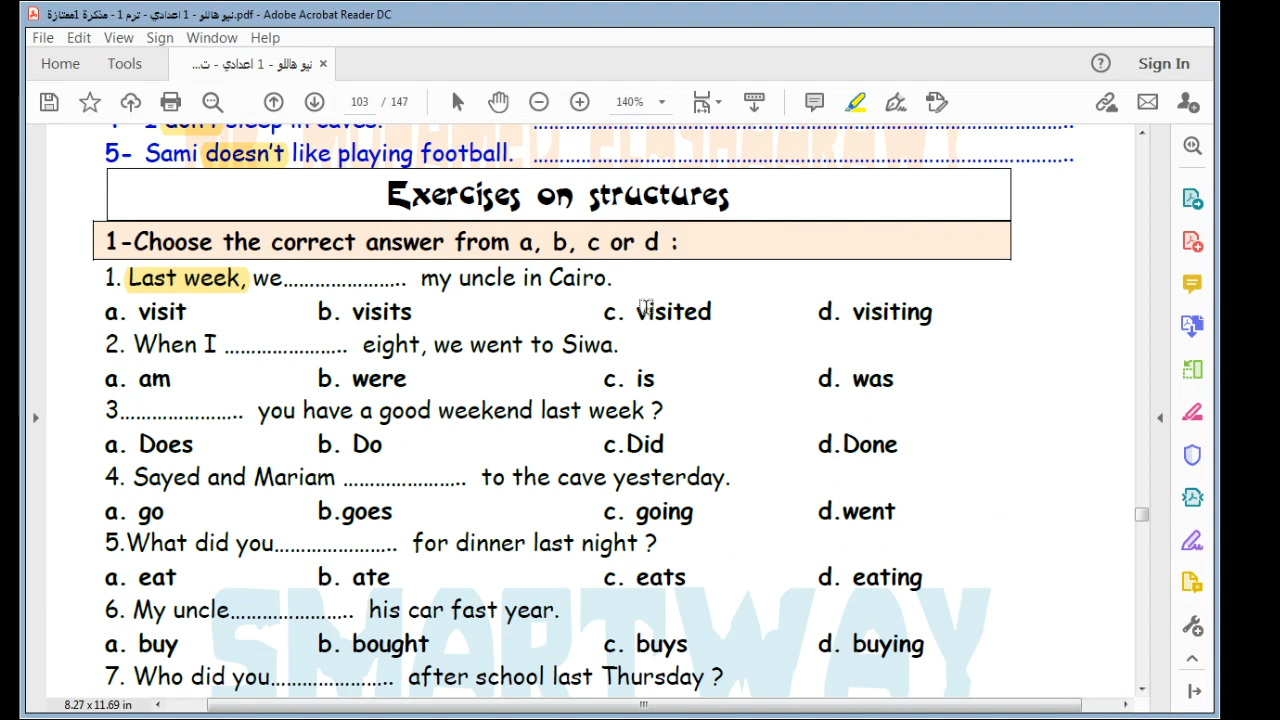 نيو هاللو - 1 اعدادي - ترم 1 - مذكرة 1ممتازة.pdf - Adobe Acrobat Reader DC
File Edit View Sign Window Help
Home Tools نيو هاللو - 1 اعدادي - ت... × Sign In
103 / 147 140%
sleep in caves.
5- Sami doesn't like playing football. ........................................................................
Exercises on structures
1-Choose the correct answer from a, b, c or d :
1. Last week, we………………….. my uncle in Cairo.
a. visit b. visits c. visited d. visiting
2. When I ………………….. eight, we went to Siwa.
a. am b. were c. is d. was
3………………….. you have a good weekend last week ?
a. Does b. Do c.Did d.Done
4. Sayed and Mariam ………………….. to the cave yesterday.
a. go b.goes c. going d.went
5.What did you………………….. for dinner last night ?
a. eat b. ate c. eats d. eating
6. My uncle………………….. his car fast year.
a. buy b. bought c. buys d. buying
7. Who did you………………….. after school last Thursday ?
SMARTWAY
8.27 x 11.69 in